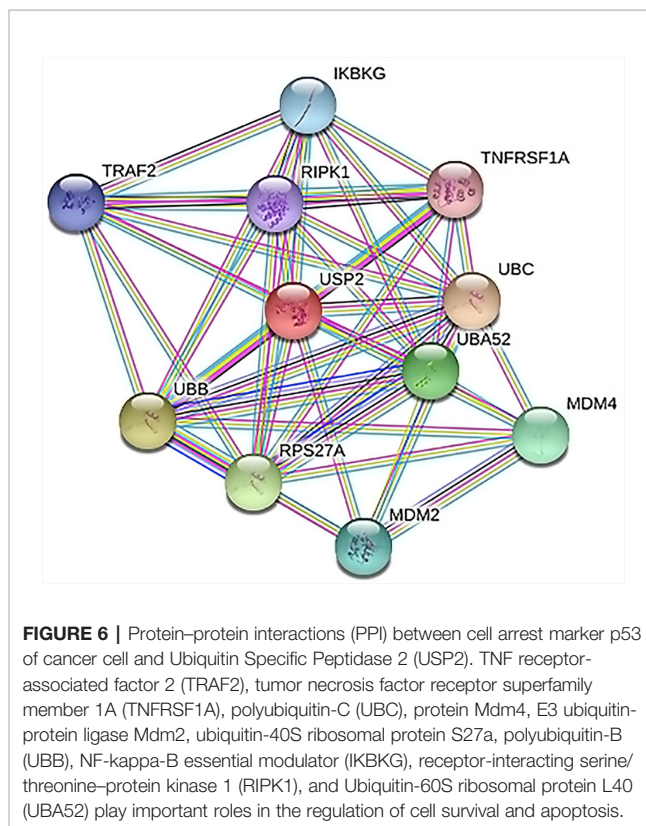 IKBKG
TRAF2
RIPK1
TNFRSF1A
USP2
UBC
UBA52
UBB
MDM4
RPS27A
MDM2
FIGURE 6 | Protein–protein interactions (PPI) between cell arrest marker p53
of cancer cell and Ubiquitin Specific Peptidase 2 (USP2). TNF receptor-
associated factor 2 (TRAF2), tumor necrosis factor receptor superfamily
member 1A (TNFRSF1A), polyubiquitin-C (UBC), protein Mdm4, E3 ubiquitin-
protein ligase Mdm2, ubiquitin-40S ribosomal protein S27a, polyubiquitin-B
(UBB), NF-kappa-B essential modulator (IKBKG), receptor-interacting serine/
threonine–protein kinase 1 (RIPK1), and Ubiquitin-60S ribosomal protein L40
(UBA52) play important roles in the regulation of cell survival and apoptosis.